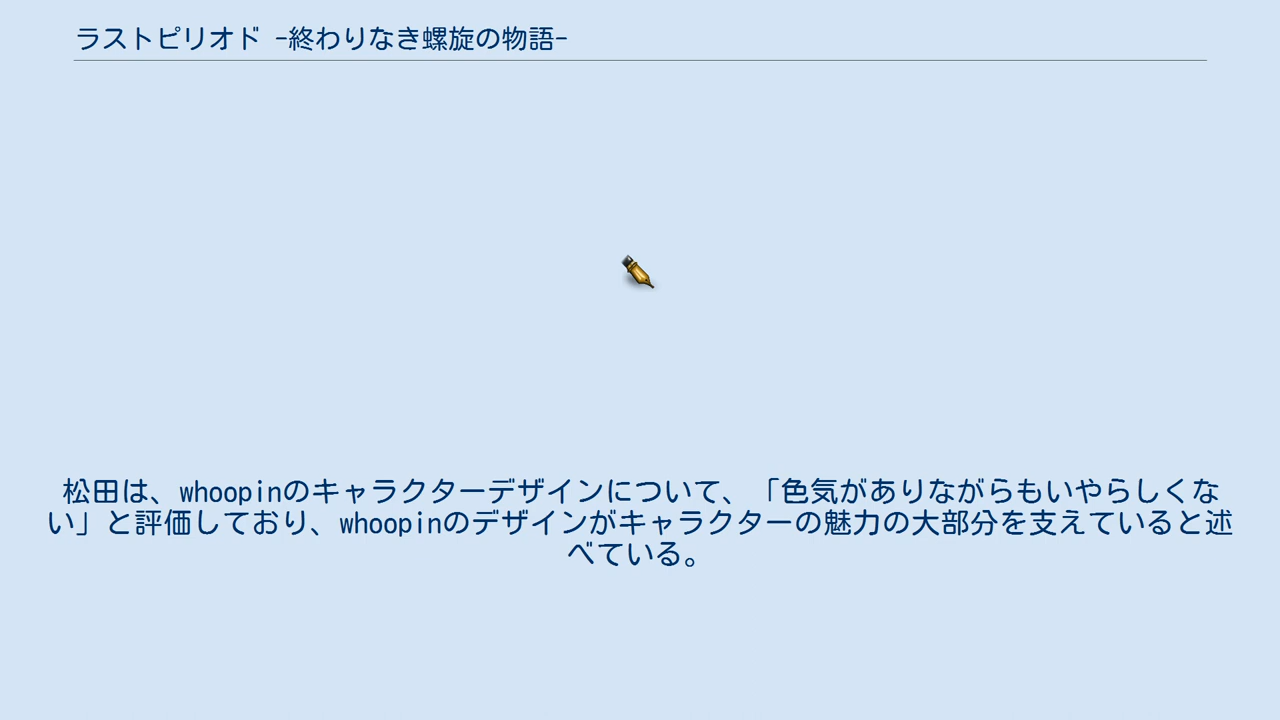 ラストピリオド -終わりなき螺旋の物語-
松田は、whoopinのキャラクターデザインについて、「色気がありながらもいやらしくな
い」と評価しており、whoopinのデザインがキャラクターの魅力の大部分を支えていると述
べている。